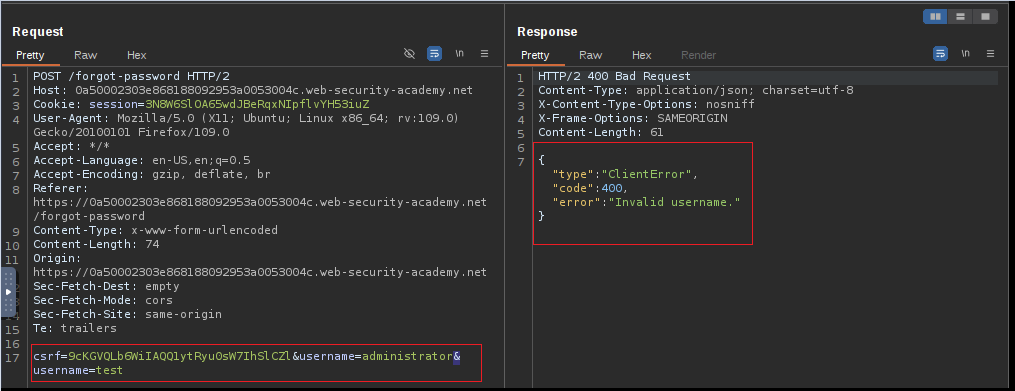 Request
Pretty Raw Hex
\n
1 POST /forgot-password HTTP/2
2 Host: 0a50002303e868188092953a0053004c.web-security-academy.net
3 Cookie: session=3N8W6SlOA65wdJBeRqxNIpflvYH53iuZ
4 User-Agent: Mozilla/5.0 (X11; Ubuntu; Linux x86_64; rv:109.0)
Gecko/20100101 Firefox/109.0
5 Accept: */*
6 Accept-Language: en-US,en;q=0.5
7 Accept-Encoding: gzip, deflate, br
8 Referer:
https://0a50002303e868188092953a0053004c.web-security-academy.net
/forgot-password
9 Content-Type: x-www-form-urlencoded
10 Content-Length: 74
11 Origin:
https://0a50002303e868188092953a0053004c.web-security-academy.net
Sec-Fetch-Dest: empty
Sec-Fetch-Mode: cors
Sec-Fetch-Site: same-origin
15 Te: trailers
16
17 csrf=9cKGVQLb6WiIAQQ1ytRyu0sW7IhSlCZl&username=administrator&
username=test
Response
Pretty Raw Hex Render
\n
1 HTTP/2 400 Bad Request
2 Content-Type: application/json; charset=utf-8
3 X-Content-Type-Options: nosniff
4 X-Frame-Options: SAMEORIGIN
5 Content-Length: 61
6
7 {
"type":"ClientError",
"code":400,
"error":"Invalid username."
}